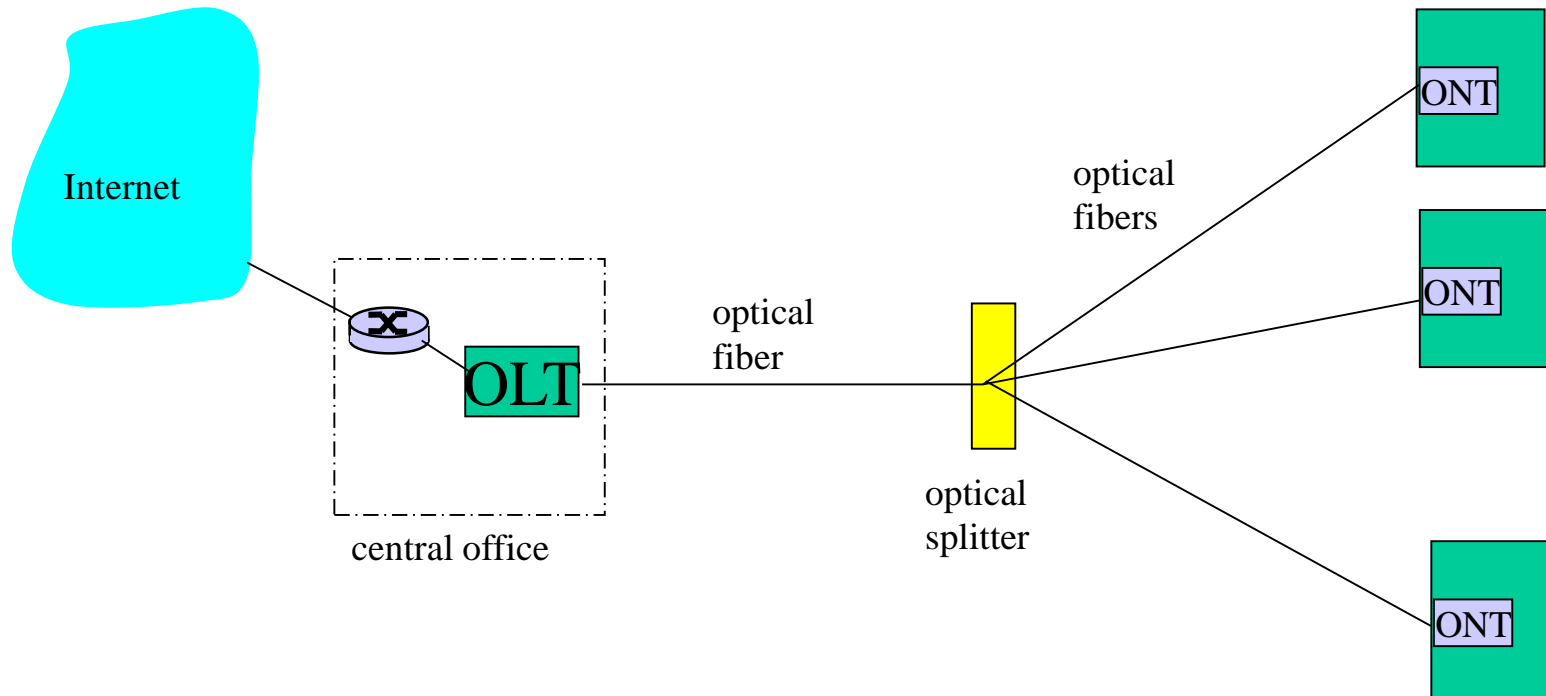 Internet
central office
OLT
optical
fiber
optical
splitter
optical
fibers
ONT
ONT
ONT